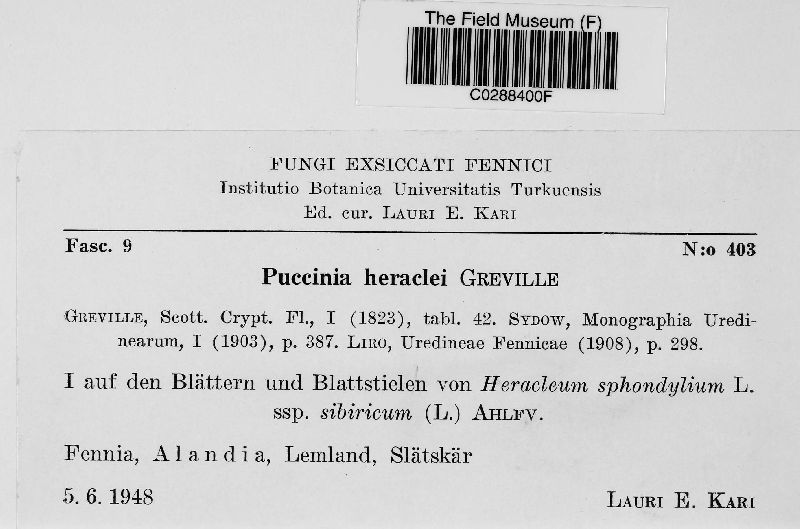 The Field Museum (F)
C0288400F
FUNGI EXSICCATI FENNICI
Institutio Botanica Universitatis Turkuensis
Ed. cur. LAURI E. KARI
Fasc. 9 N:o 403
Puccinia heraclei GREVILLE
GREVILLE, Scott. Crypt. Fl., I (1823), tabl. 42. SYDOW, Monographia Uredi-
nearum, I (1903), p. 387. LIRO, Uredineae Fennicae (1908), p. 298.
I auf den Blättern und Blattstielen von Heracleum sphondylium L.
ssp. sibiricum (L.) AHLFV.
Fennia, Alandia, Lemland, Slätskär
5. 6. 1948 LAURI E. KARI